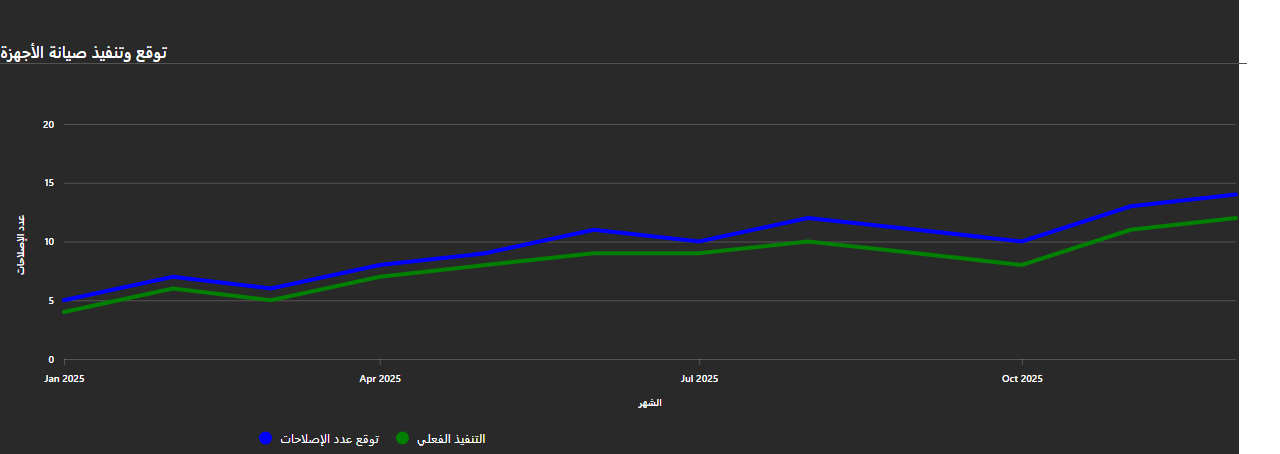 توقع وتنفيذ صيانة الأجهزة
20
15
10
5
0
عدد الإصلاحات
Jan 2025
Apr 2025
Jul 2025
Oct 2025
الشهر
توقع عدد الإصلاحات
التنفيذ الفعلي